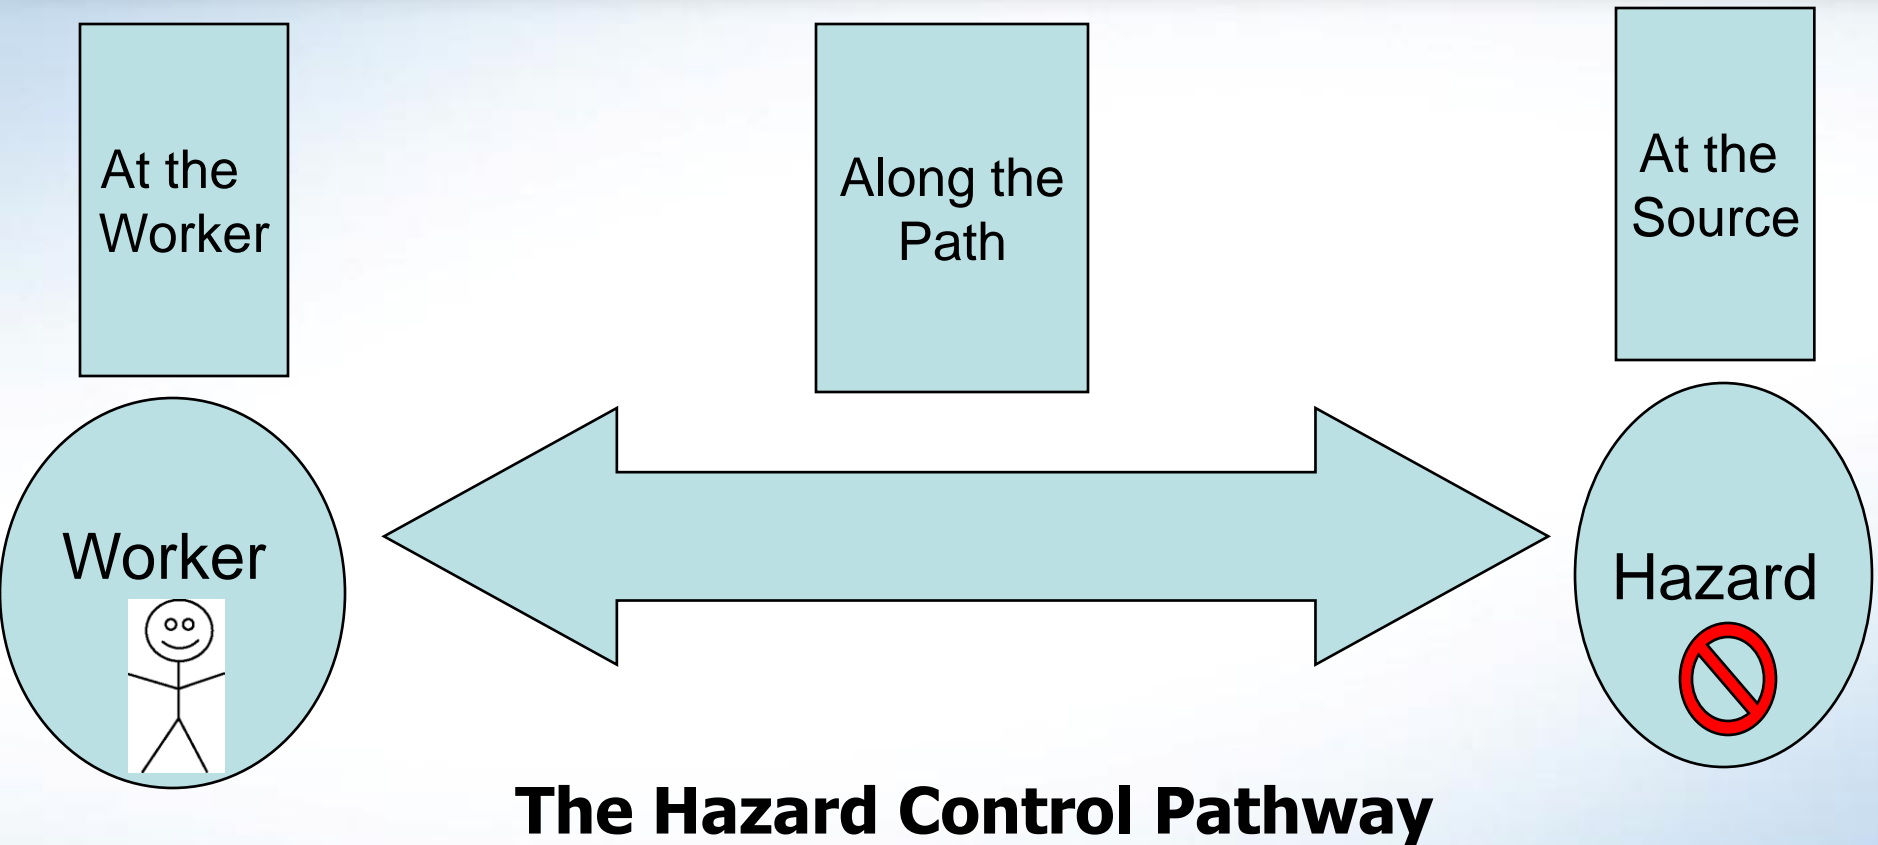 At the
Worker
Along the
Path
At the
Source
Worker
Hazard
The Hazard Control Pathway